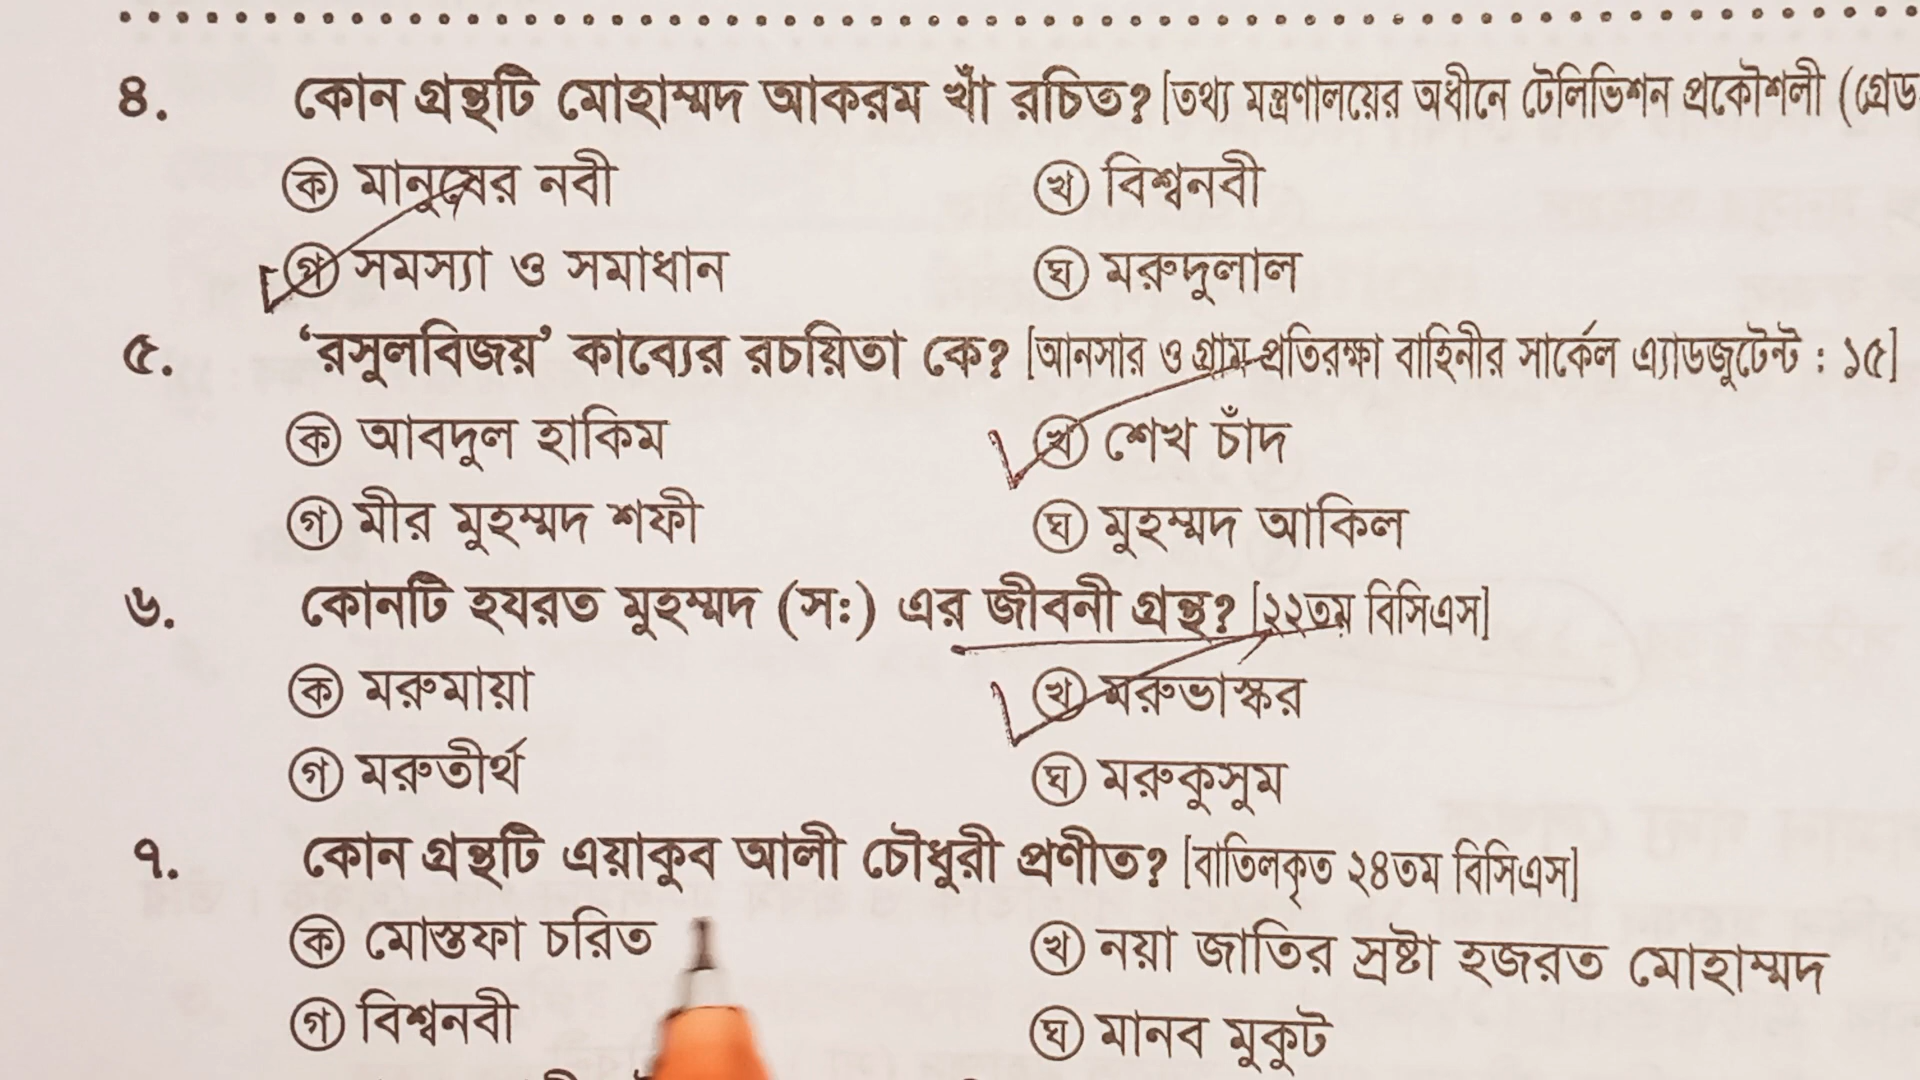 ৪. কোন গ্রন্থটি মোহাম্মদ আকরম খাঁ রচিত? [তথ্য মন্ত্রণালয়ের অধীনে টেলিভিশন প্রকৌশলী (গ্রেড
ক মানুষের নবী খ বিশ্বনবী
গ সমস্যা ও সমাধান ঘ মরুদুলাল
৫. ‘রসুলবিজয়’ কাব্যের রচয়িতা কে? [আনসার ও গ্রাম প্রতিরক্ষা বাহিনীর সার্কেল এ্যাডজুটেন্ট : ১৫]
ক আবদুল হাকিম খ শেখ চাঁদ
গ মীর মুহম্মদ শফী ঘ মুহম্মদ আকিল
৬. কোনটি হযরত মুহম্মদ (স:) এর জীবনী গ্রন্থ? [২২তম বিসিএস]
ক মরুমায়া খ মরুভাস্কর
গ মরুতীর্থ ঘ মরুকুসুম
৭. কোন গ্রন্থটি এয়াকুব আলী চৌধুরী প্রণীত? [বাতিলকৃত ২৪তম বিসিএস]
ক মোস্তফা চরিত খ নয়া জাতির স্রষ্টা হজরত মোহাম্মদ
গ বিশ্বনবী ঘ মানব মুকুট